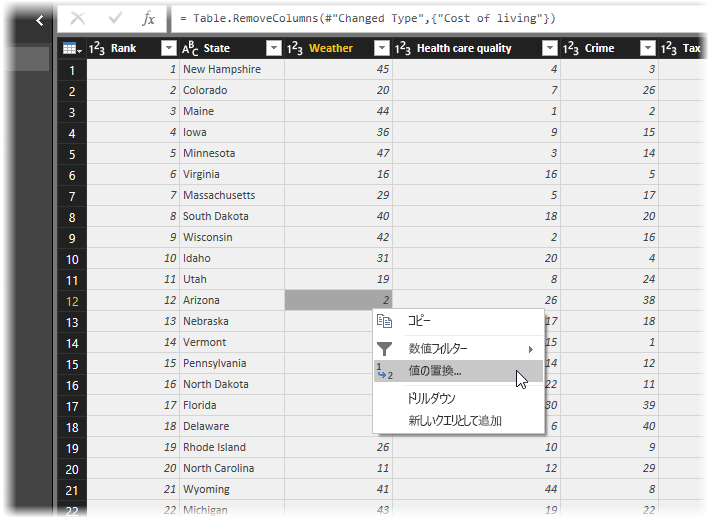 = Table.RemoveColumns(#"Changed Type",{"Cost of living"})
1²3 Rank ABC State 1²3 Weather 1²3 Health care quality 1²3 Crime 1²3 Tax
1 1 New Hampshire 45 4 3
2 2 Colorado 20 7 26
3 3 Maine 44 1 2
4 4 Iowa 36 9 15
5 5 Minnesota 47 3 14
6 6 Virginia 16 16 5
7 7 Massachusetts 29 5 17
8 8 South Dakota 40 18 20
9 9 Wisconsin 42 2 16
10 10 Idaho 31 20 4
11 11 Utah 19 8 24
12 12 Arizona 2 26 38
13 13 Nebraska 17 18
14 14 Vermont 15 1
15 15 Pennsylvania 14 12
16 16 North Dakota 22 11
17 17 Florida 30 39
18 18 Delaware 6 40
19 19 Rhode Island 26 10 9
20 20 North Carolina 11 12 29
21 21 Wyoming 41 44 8
22 22 Michigan 43 19 22
コピー
数値フィルター
値の置換...
ドリルダウン
新しいクエリとして追加